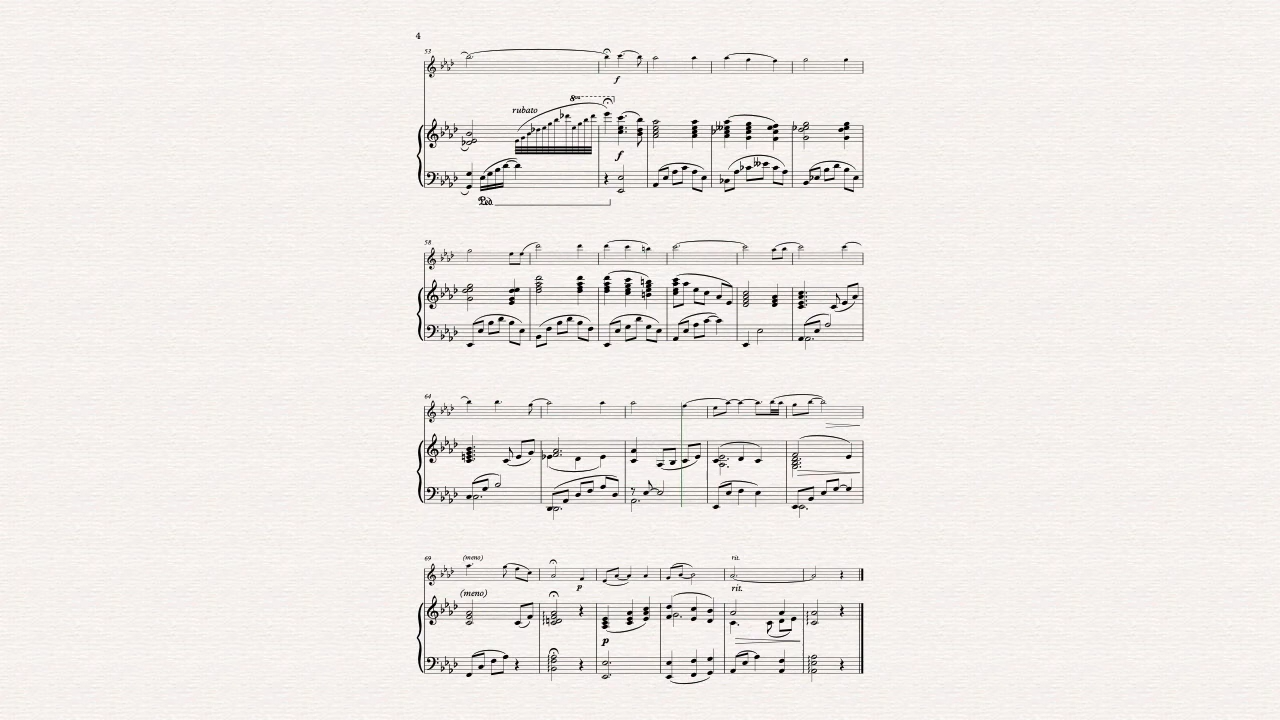 4
53
f
8va
rubato
f
Ped.
58
64
69
(meno)
p
rit.
(meno)
rit.
p